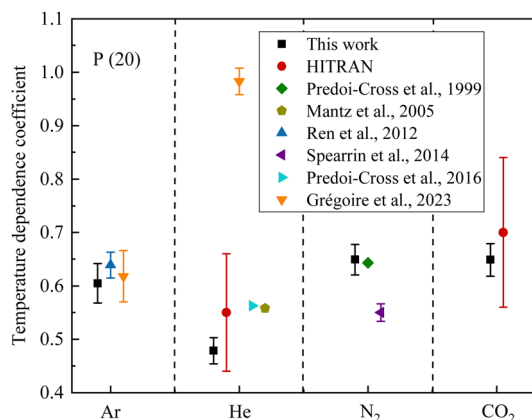 P (20)
This work
HITRAN
Predoi-Cross et al., 1999
Mantz et al., 2005
Ren et al., 2012
Spearrin et al., 2014
Predoi-Cross et al., 2016
Grégoire et al., 2023
Temperature dependence coefficient
1.1
1.0
0.9
0.8
0.7
0.6
0.5
0.4
Ar He N₂ CO₂